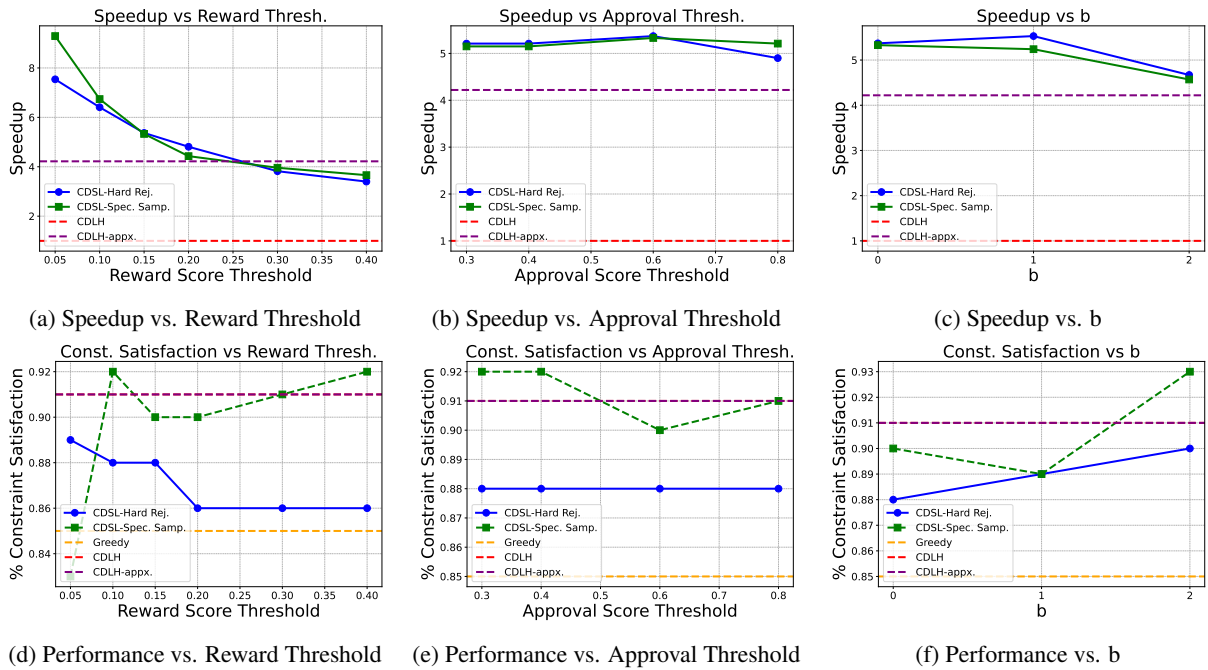 Speedup vs Reward Thresh.
Speedup
8
6
4
2
CDSL-Hard Rej.
CDSL-Spec. Samp.
CDLH
CDLH-appx.
0.05 0.10 0.15 0.20 0.25 0.30 0.35 0.40
Reward Score Threshold
(a) Speedup vs. Reward Threshold
Speedup vs Approval Thresh.
Speedup
5
4
3
2
1
CDSL-Hard Rej.
CDSL-Spec. Samp.
CDLH
CDLH-appx.
0.3 0.4 0.5 0.6 0.7 0.8
Approval Score Threshold
(b) Speedup vs. Approval Threshold
Speedup vs b
Speedup
5
4
3
2
1
CDSL-Hard Rej.
CDSL-Spec. Samp.
CDLH
CDLH-appx.
0 1 2
b
(c) Speedup vs. b
Const. Satisfaction vs Reward Thresh.
% Constraint Satisfaction
0.92
0.90
0.88
0.86
0.84
CDSL-Hard Rej.
CDSL-Spec. Samp.
Greedy
CDLH
CDLH-appx.
0.05 0.10 0.15 0.20 0.25 0.30 0.35 0.40
Reward Score Threshold
(d) Performance vs. Reward Threshold
Const. Satisfaction vs Approval Thresh.
% Constraint Satisfaction
0.92
0.91
0.90
0.89
0.88
0.87
0.86
0.85
CDSL-Hard Rej.
CDSL-Spec. Samp.
Greedy
CDLH
CDLH-appx.
0.3 0.4 0.5 0.6 0.7 0.8
Approval Score Threshold
(e) Performance vs. Approval Threshold
Const. Satisfaction vs b
% Constraint Satisfaction
0.93
0.92
0.91
0.90
0.89
0.88
0.87
0.86
0.85
CDSL-Hard Rej.
CDSL-Spec. Samp.
Greedy
CDLH
CDLH-appx.
0 1 2
b
(f) Performance vs. b